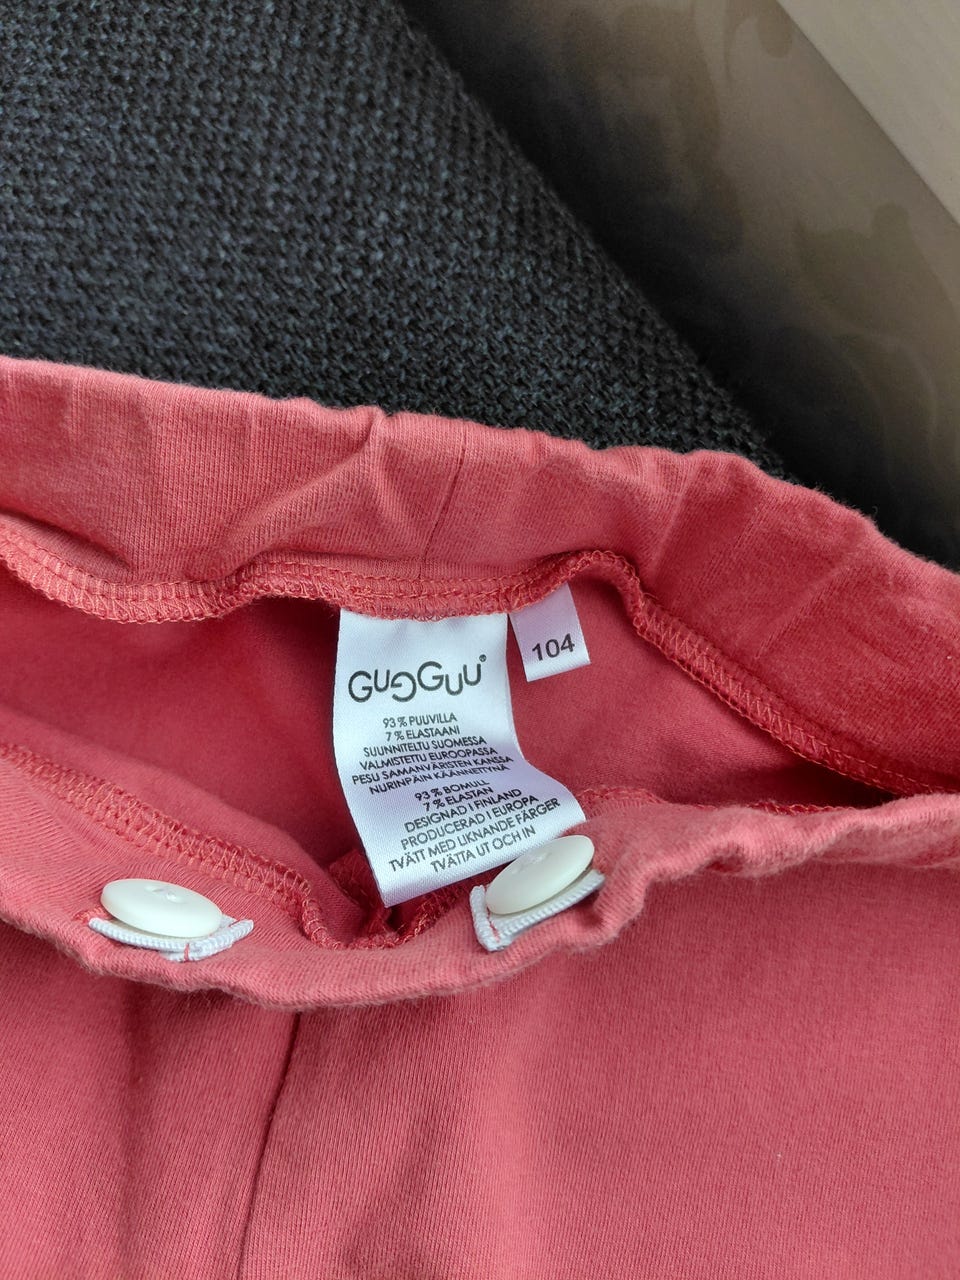 GUGGUU®
104
93 % PUUVILLA
7 % ELASTAANI
SUUNNITELTU SUOMESSA
VALMISTETTU EUROOPASSA
PESU SAMANVÄRISTEN KANSSA
NURINPÄIN KÄÄNNETTYNÄ
93 % BOMULL
7 % ELASTAN
DESIGNAD I FINLAND
PRODUCERAD I EUROPA
TVÄTT MED LIKNANDE FÄRGER
TVÄTTA UT OCH IN